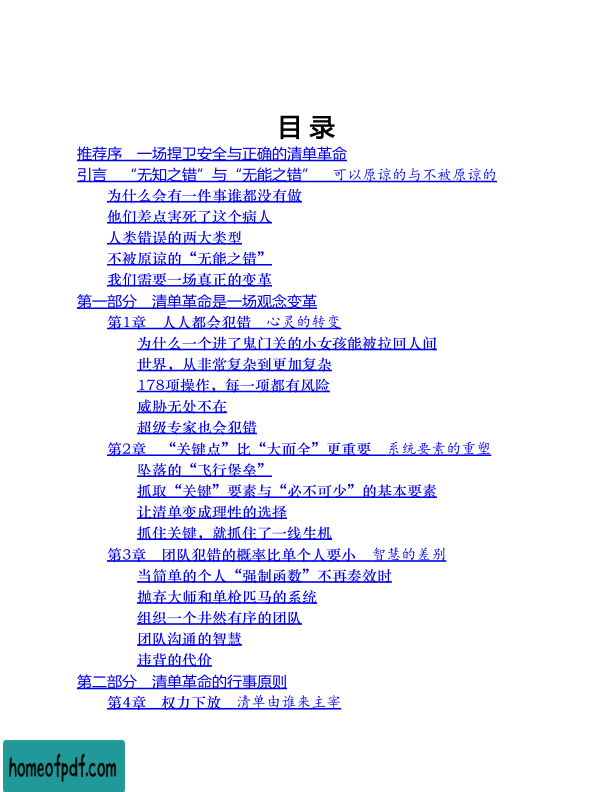 目 录
推荐序　一场捍卫安全与正确的清单革命
引言　“无知之错”与“无能之错”　可以原谅的与不被原谅的
为什么会有一件事谁都没有做
他们差点害死了这个病人
人类错误的两大类型
不被原谅的“无能之错”
我们需要一场真正的变革
第一部分　清单革命是一场观念变革
第1章　人人都会犯错　心灵的转变
为什么一个进了鬼门关的小女孩能被拉回人间
世界，从非常复杂到更加复杂
178项操作，每一项都有风险
威胁无处不在
超级专家也会犯错
第2章　“关键点”比“大而全”更重要　系统要素的重塑
坠落的“飞行堡垒”
抓取“关键”要素与“必不可少”的基本要素
让清单变成理性的选择
抓住关键，就抓住了一线生机
第3章　团队犯错的概率比单个人要小　智慧的差别
当简单的个人“强制函数”不再奏效时
抛弃大师和单枪匹马的系统
组织一个井然有序的团队
团队沟通的智慧
违背的代价
第二部分　清单革命的行事原则
第4章　权力下放　清单由谁来主宰
homeofpdf.com